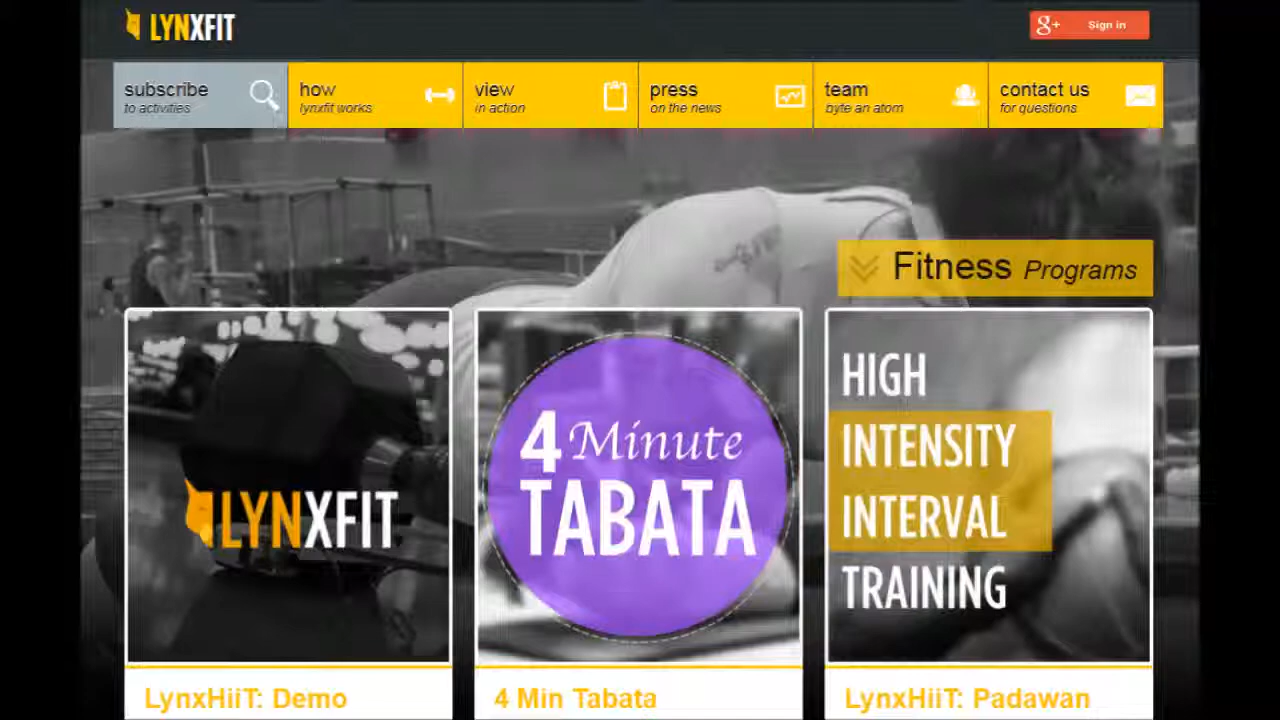 LYNXFIT
g+ Sign in
subscribe
to activities
how
lynxfit works
view
in action
press
on the news
team
byte an atom
contact us
for questions
Fitness Programs
LYNXFIT
4 Minute
TABATA
HIGH
INTENSITY
INTERVAL
TRAINING
LynxHiiT: Demo
4 Min Tabata
LynxHiiT: Padawan